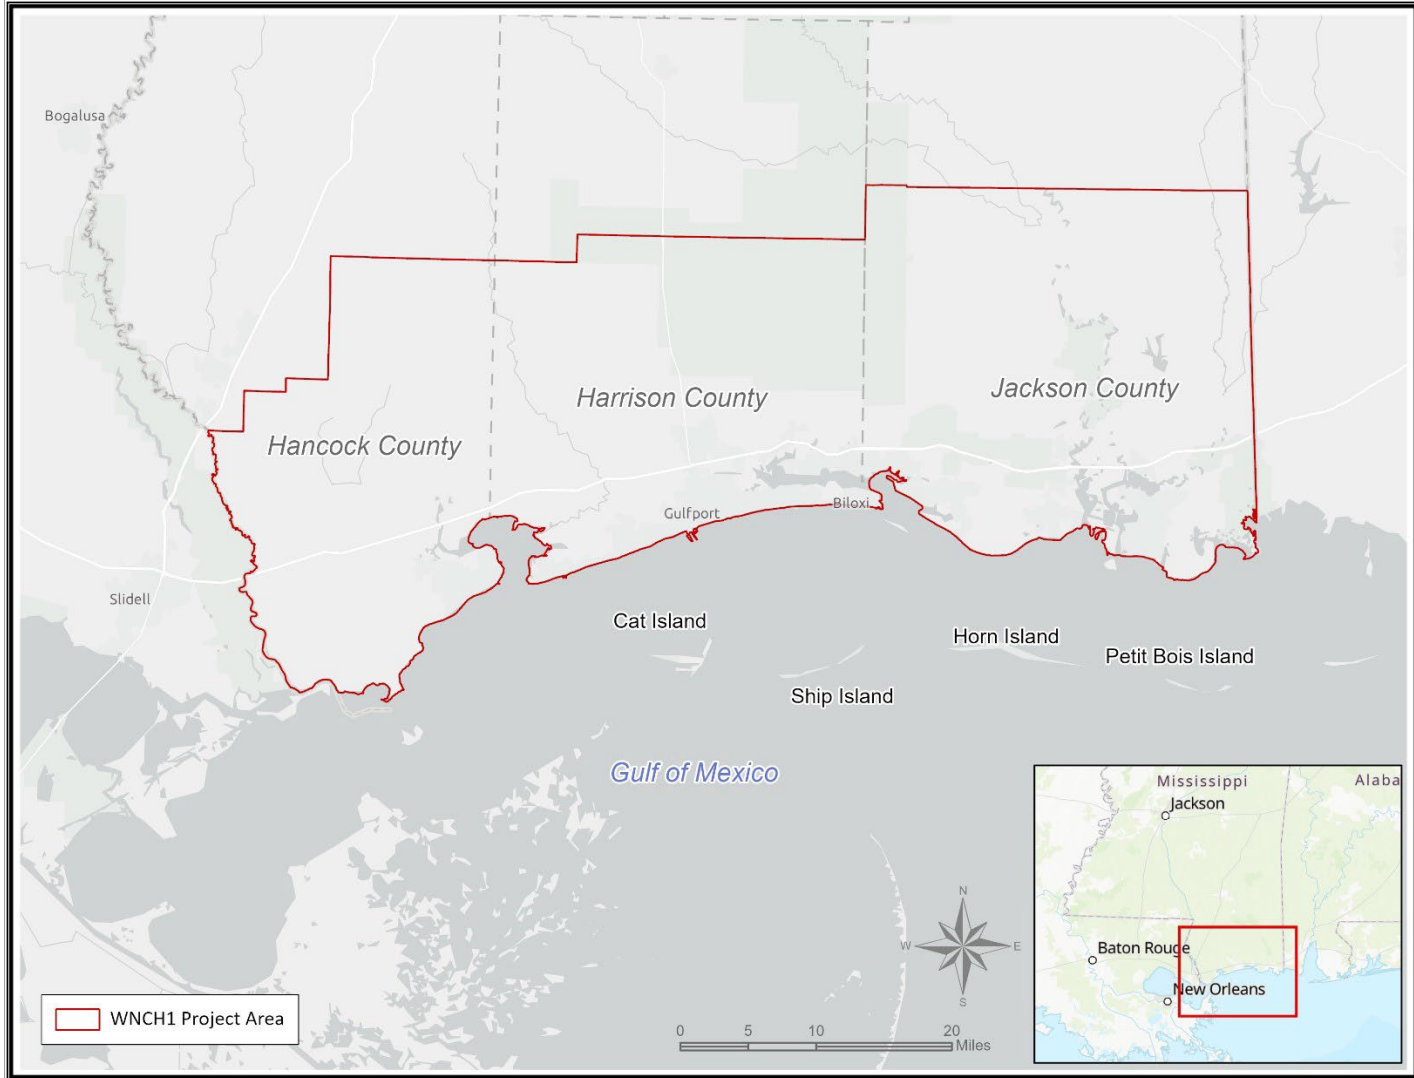 Bogalusa
Jackson County
Harrison County
Hancock County
Gulfport
Biloxi
Slidell
Cat Island
Horn Island
Petit Bois Island
Ship Island
Gulf of Mexico
Mississippi
Alaba
Jackson
Baton Rouge
New Orleans
N
W
E
S
WNCH1 Project Area
0 5 10 20
Miles